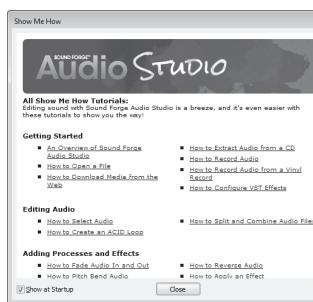 Show Me How
SOUND FORGE™
Audio STUDIO
All Show Me How Tutorials:
Editing sound with Sound Forge Audio Studio is a breeze, and it's even easier with
these tutorials to show you the way!
Getting Started
An Overview of Sound Forge
Audio Studio
How to Open a File
How to Download Media from the
Web
How to Extract Audio from a CD
How to Record Audio
How to Record Audio from a Vinyl
Record
How to Configure VST Effects
Editing Audio
How to Select Audio
How to Create an ACID Loop
How to Split and Combine Audio Files
Adding Processes and Effects
How to Fade Audio In and Out
How to Pitch Bend Audio
How to Reverse Audio
How to Apply an Effect
Show at Startup
Close